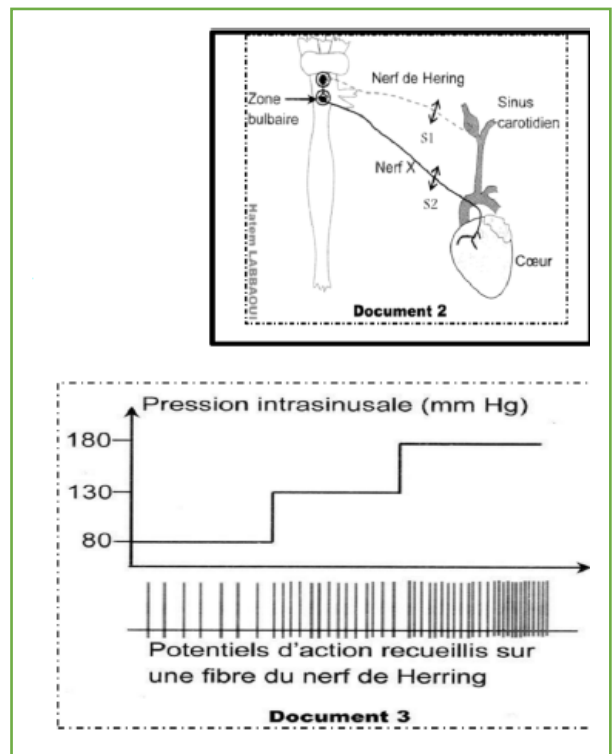 Nerf de Hering
Zone
bulbaire
Sinus
carotidien
S1
Nerf X
S2
Hatem LABBAOUI
Cœur
Document 2
Pression intrasinusale (mm Hg)
180
130
80
Potentiels d'action recueillis sur
une fibre du nerf de Herring
Document 3